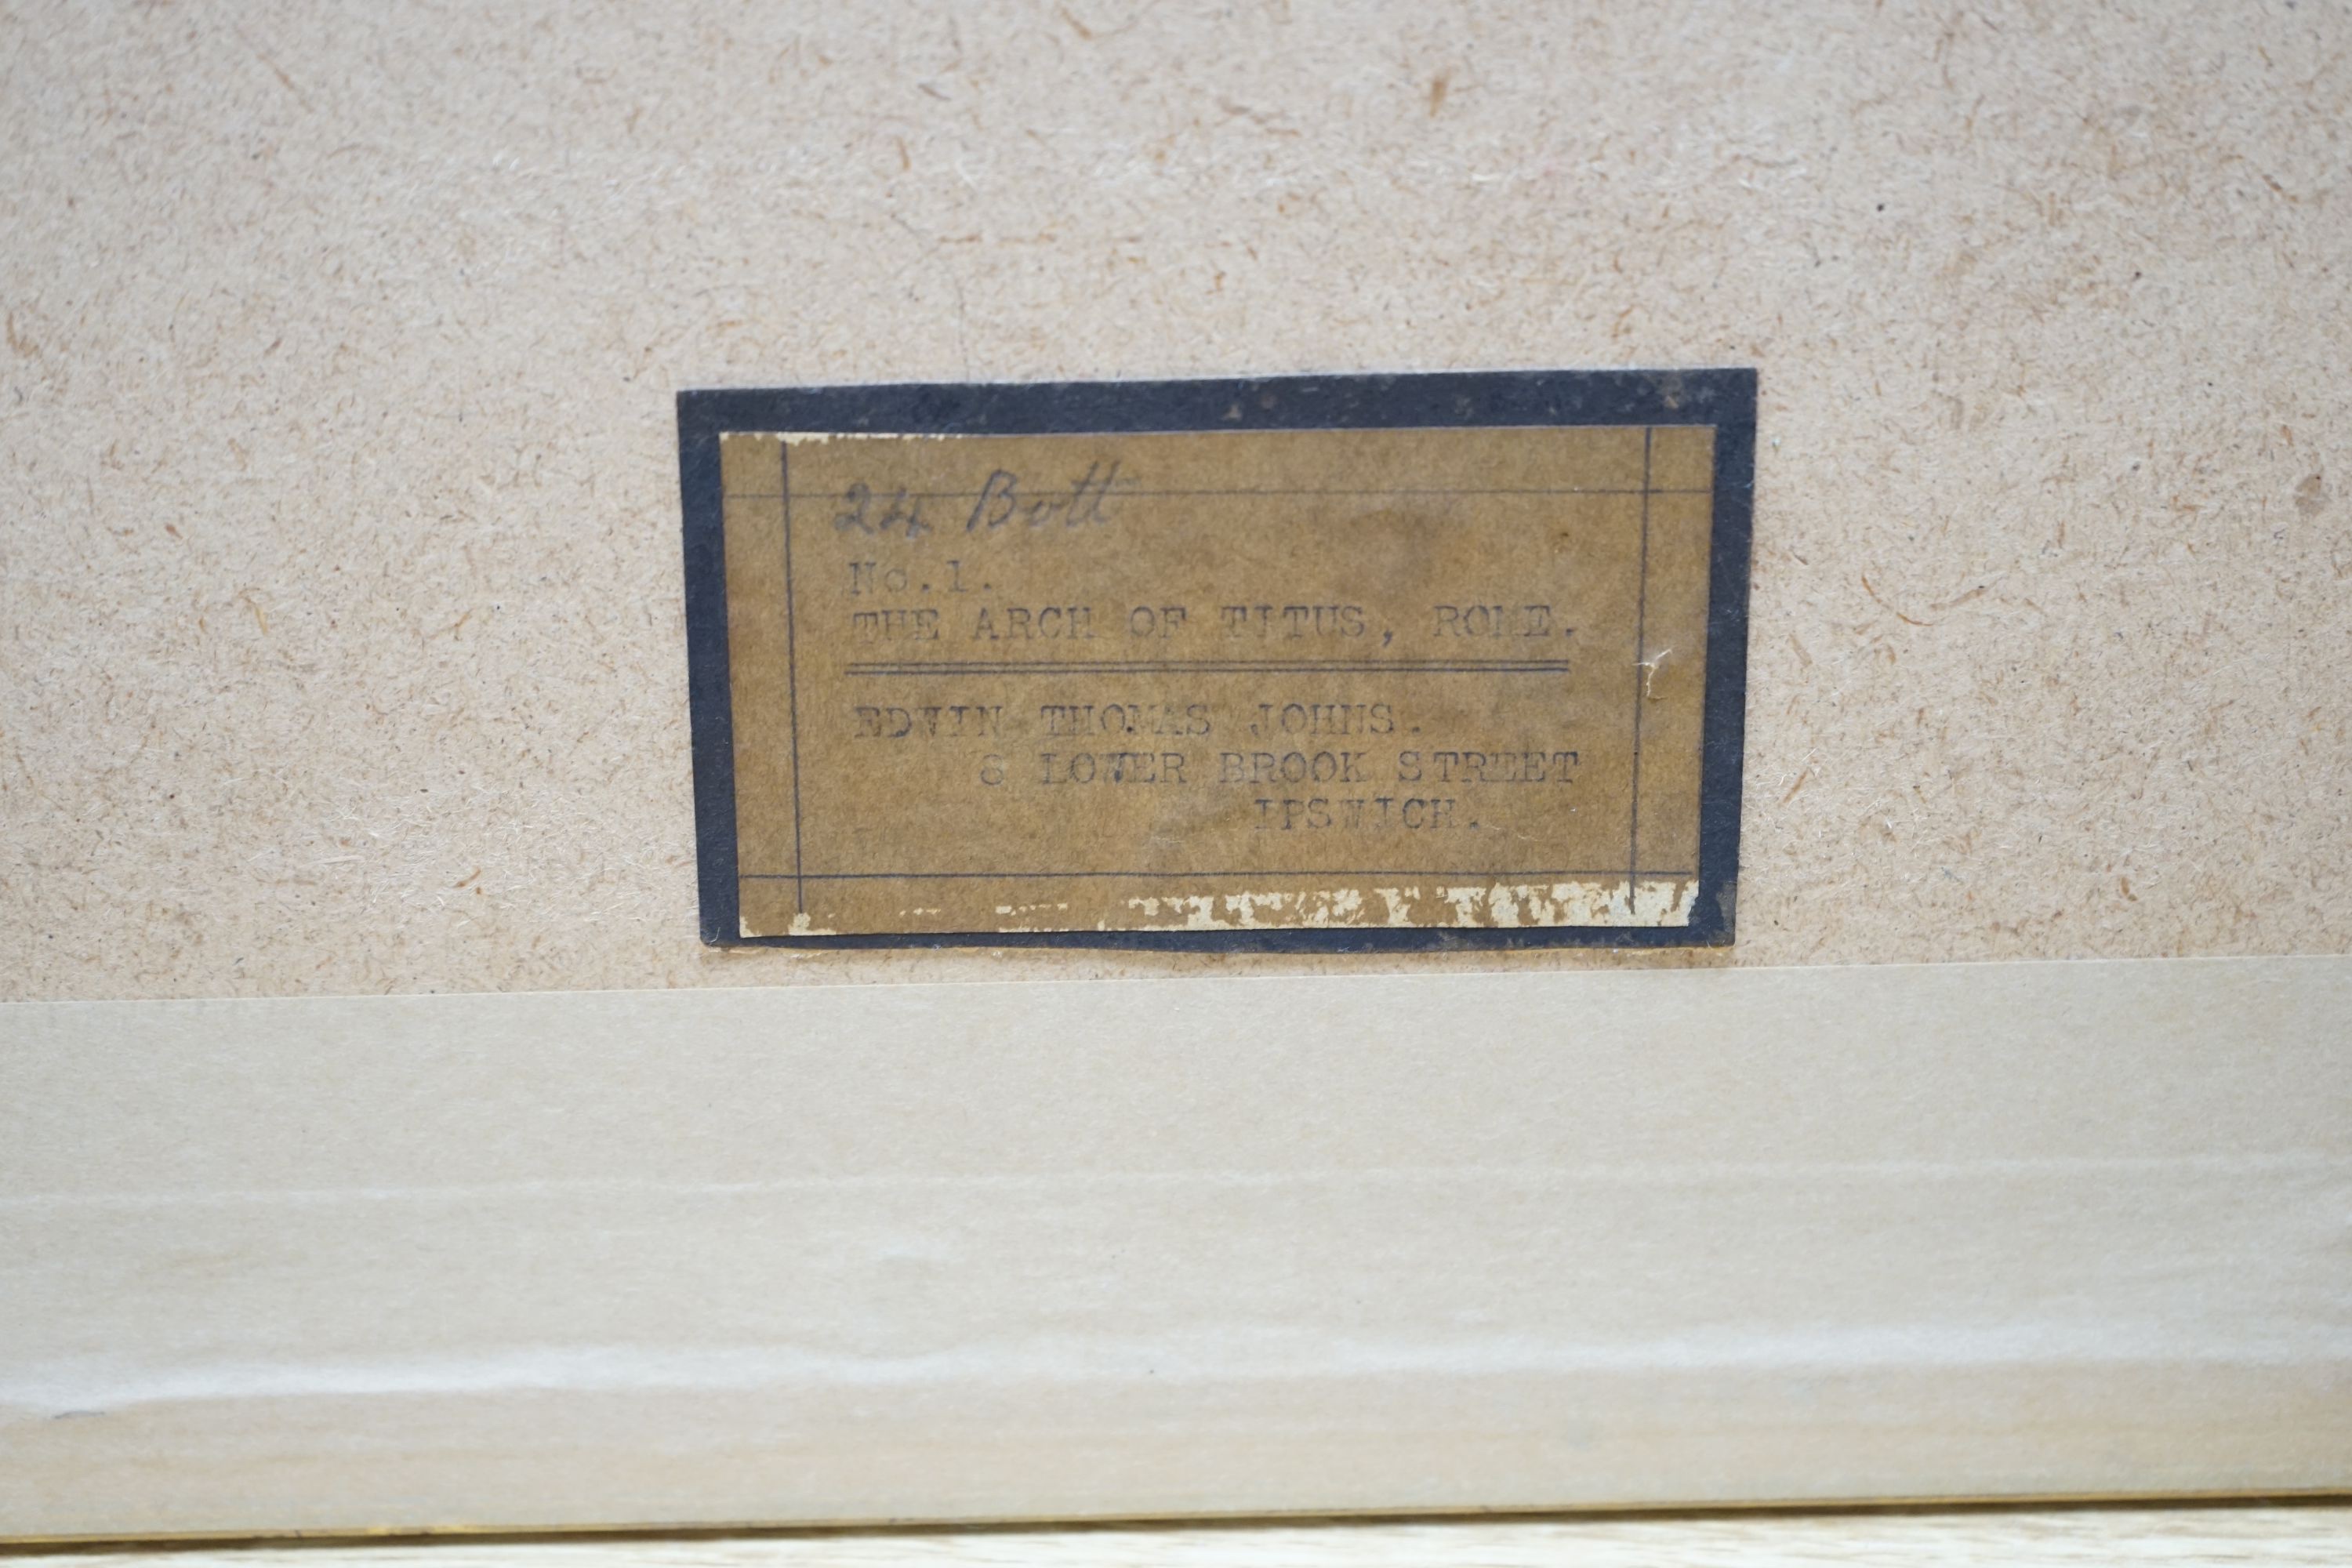 24 Bott
No.1.
THE ARCH OF TITUS, ROME.
EDWIN THOMAS JOHNS.
8 LOWER BROOK STREET
IPSWICH.